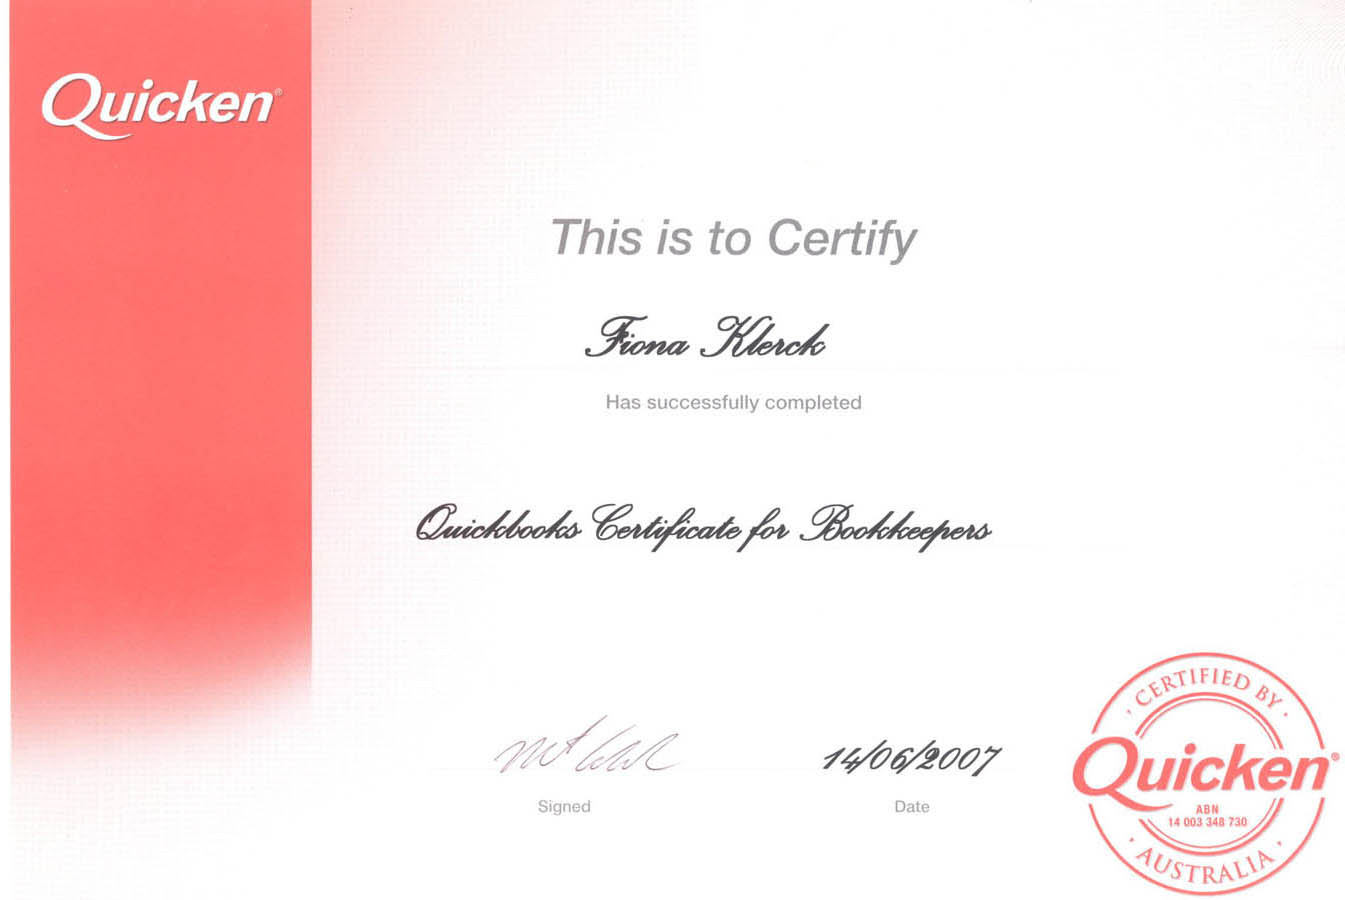 Quicken®
This is to Certify
Fiona Klerck
Has successfully completed
Quickbooks Certificate for Bookkeepers
14/06/2007
Signed
Date
· CERTIFIED BY ·
Quicken®
ABN
14 003 348 730
· AUSTRALIA ·